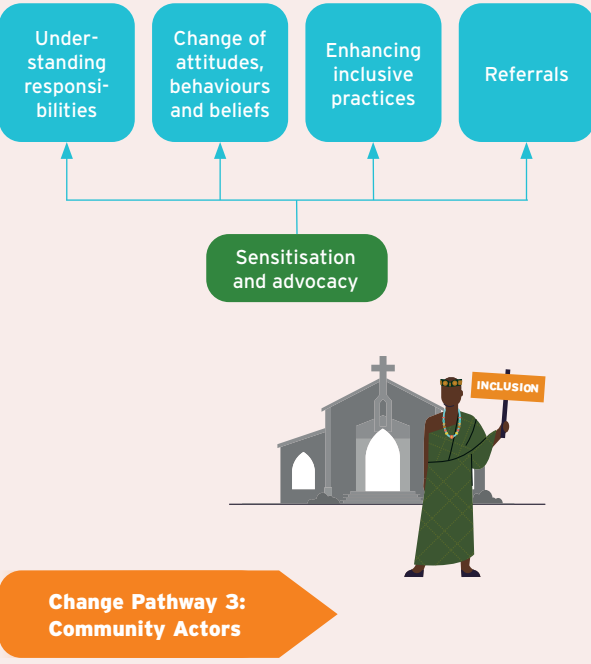 Under-
standing
responsi-
bilities
Change of
attitudes,
behaviours
and beliefs
Enhancing
inclusive
practices
Referrals
Sensitisation
and advocacy
INCLUSION
Change Pathway 3:
Community Actors